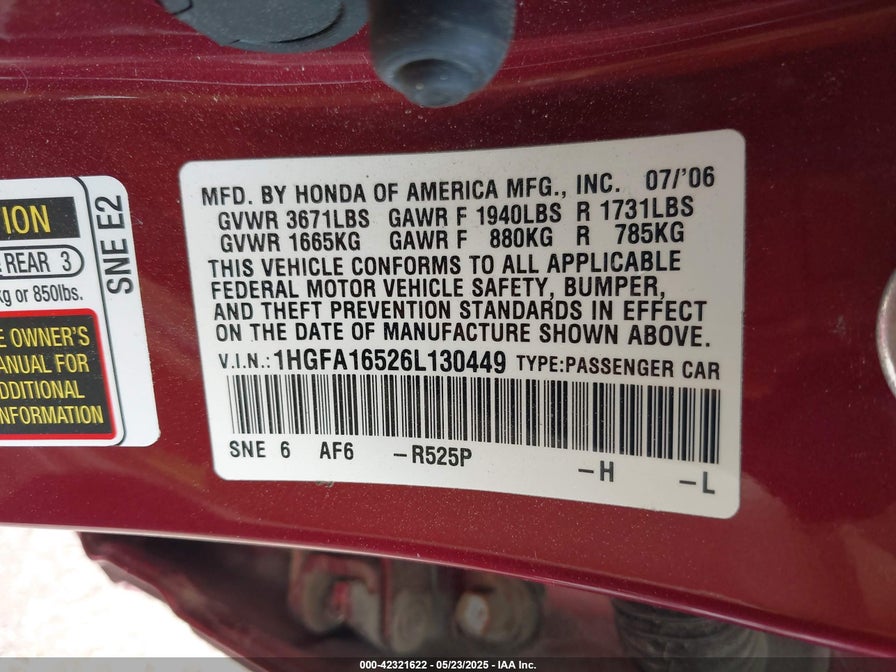 MFD. BY HONDA OF AMERICA MFG., INC. 07/'06
GVWR 3671LBS GAWR F 1940LBS R 1731LBS
GVWR 1665KG GAWR F 880KG R 785KG
THIS VEHICLE CONFORMS TO ALL APPLICABLE
FEDERAL MOTOR VEHICLE SAFETY, BUMPER,
AND THEFT PREVENTION STANDARDS IN EFFECT
ON THE DATE OF MANUFACTURE SHOWN ABOVE.
V.I.N.:1HGFA16526L130449 TYPE:PASSENGER CAR
SNE 6 AF6 -R525P -H -L
ION
REAR 3
kg or 850lbs.
OWNER'S
ANUAL FOR
DDITIONAL
NFORMATION
SNE E2
000-42321622 - 05/23/2025 - IAA Inc.